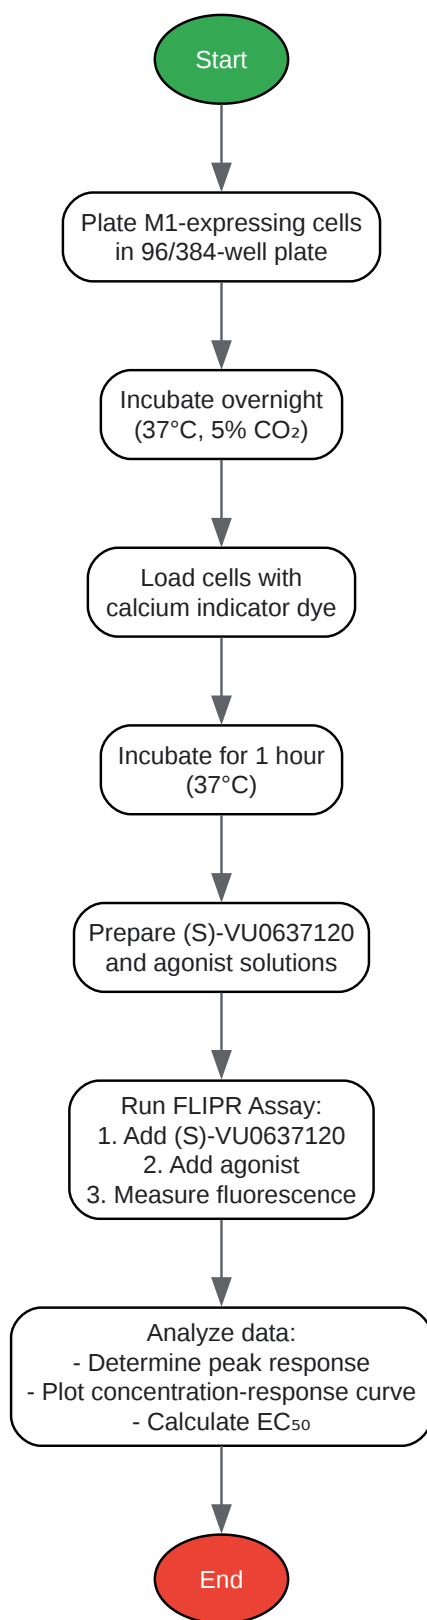 Start
Plate M1-expressing cells
in 96/384-well plate
Incubate overnight
(37°C, 5% CO₂)
Load cells with
calcium indicator dye
Incubate for 1 hour
(37°C)
Prepare (S)-VU0637120
and agonist solutions
Run FLIPR Assay:
1. Add (S)-VU0637120
2. Add agonist
3. Measure fluorescence
Analyze data:
- Determine peak response
- Plot concentration-response curve
- Calculate EC₅₀
End